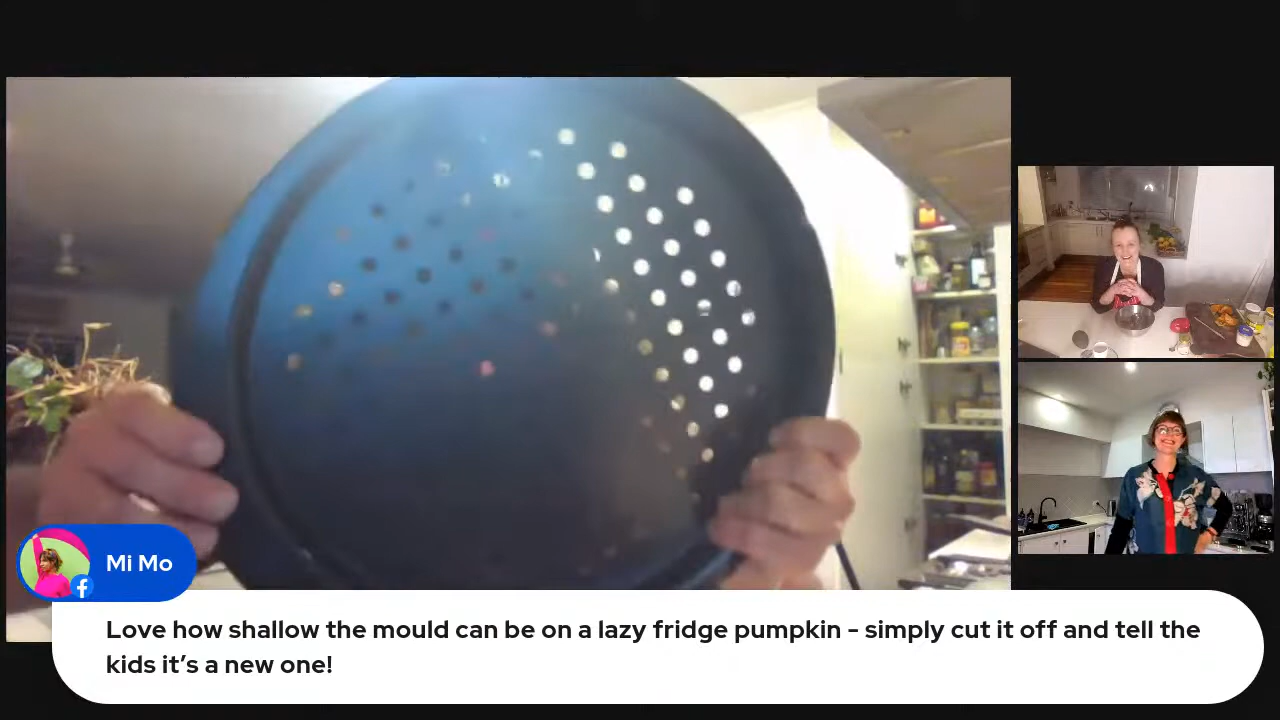 Mi Mo
Love how shallow the mould can be on a lazy fridge pumpkin - simply cut it off and tell the
kids it's a new one!